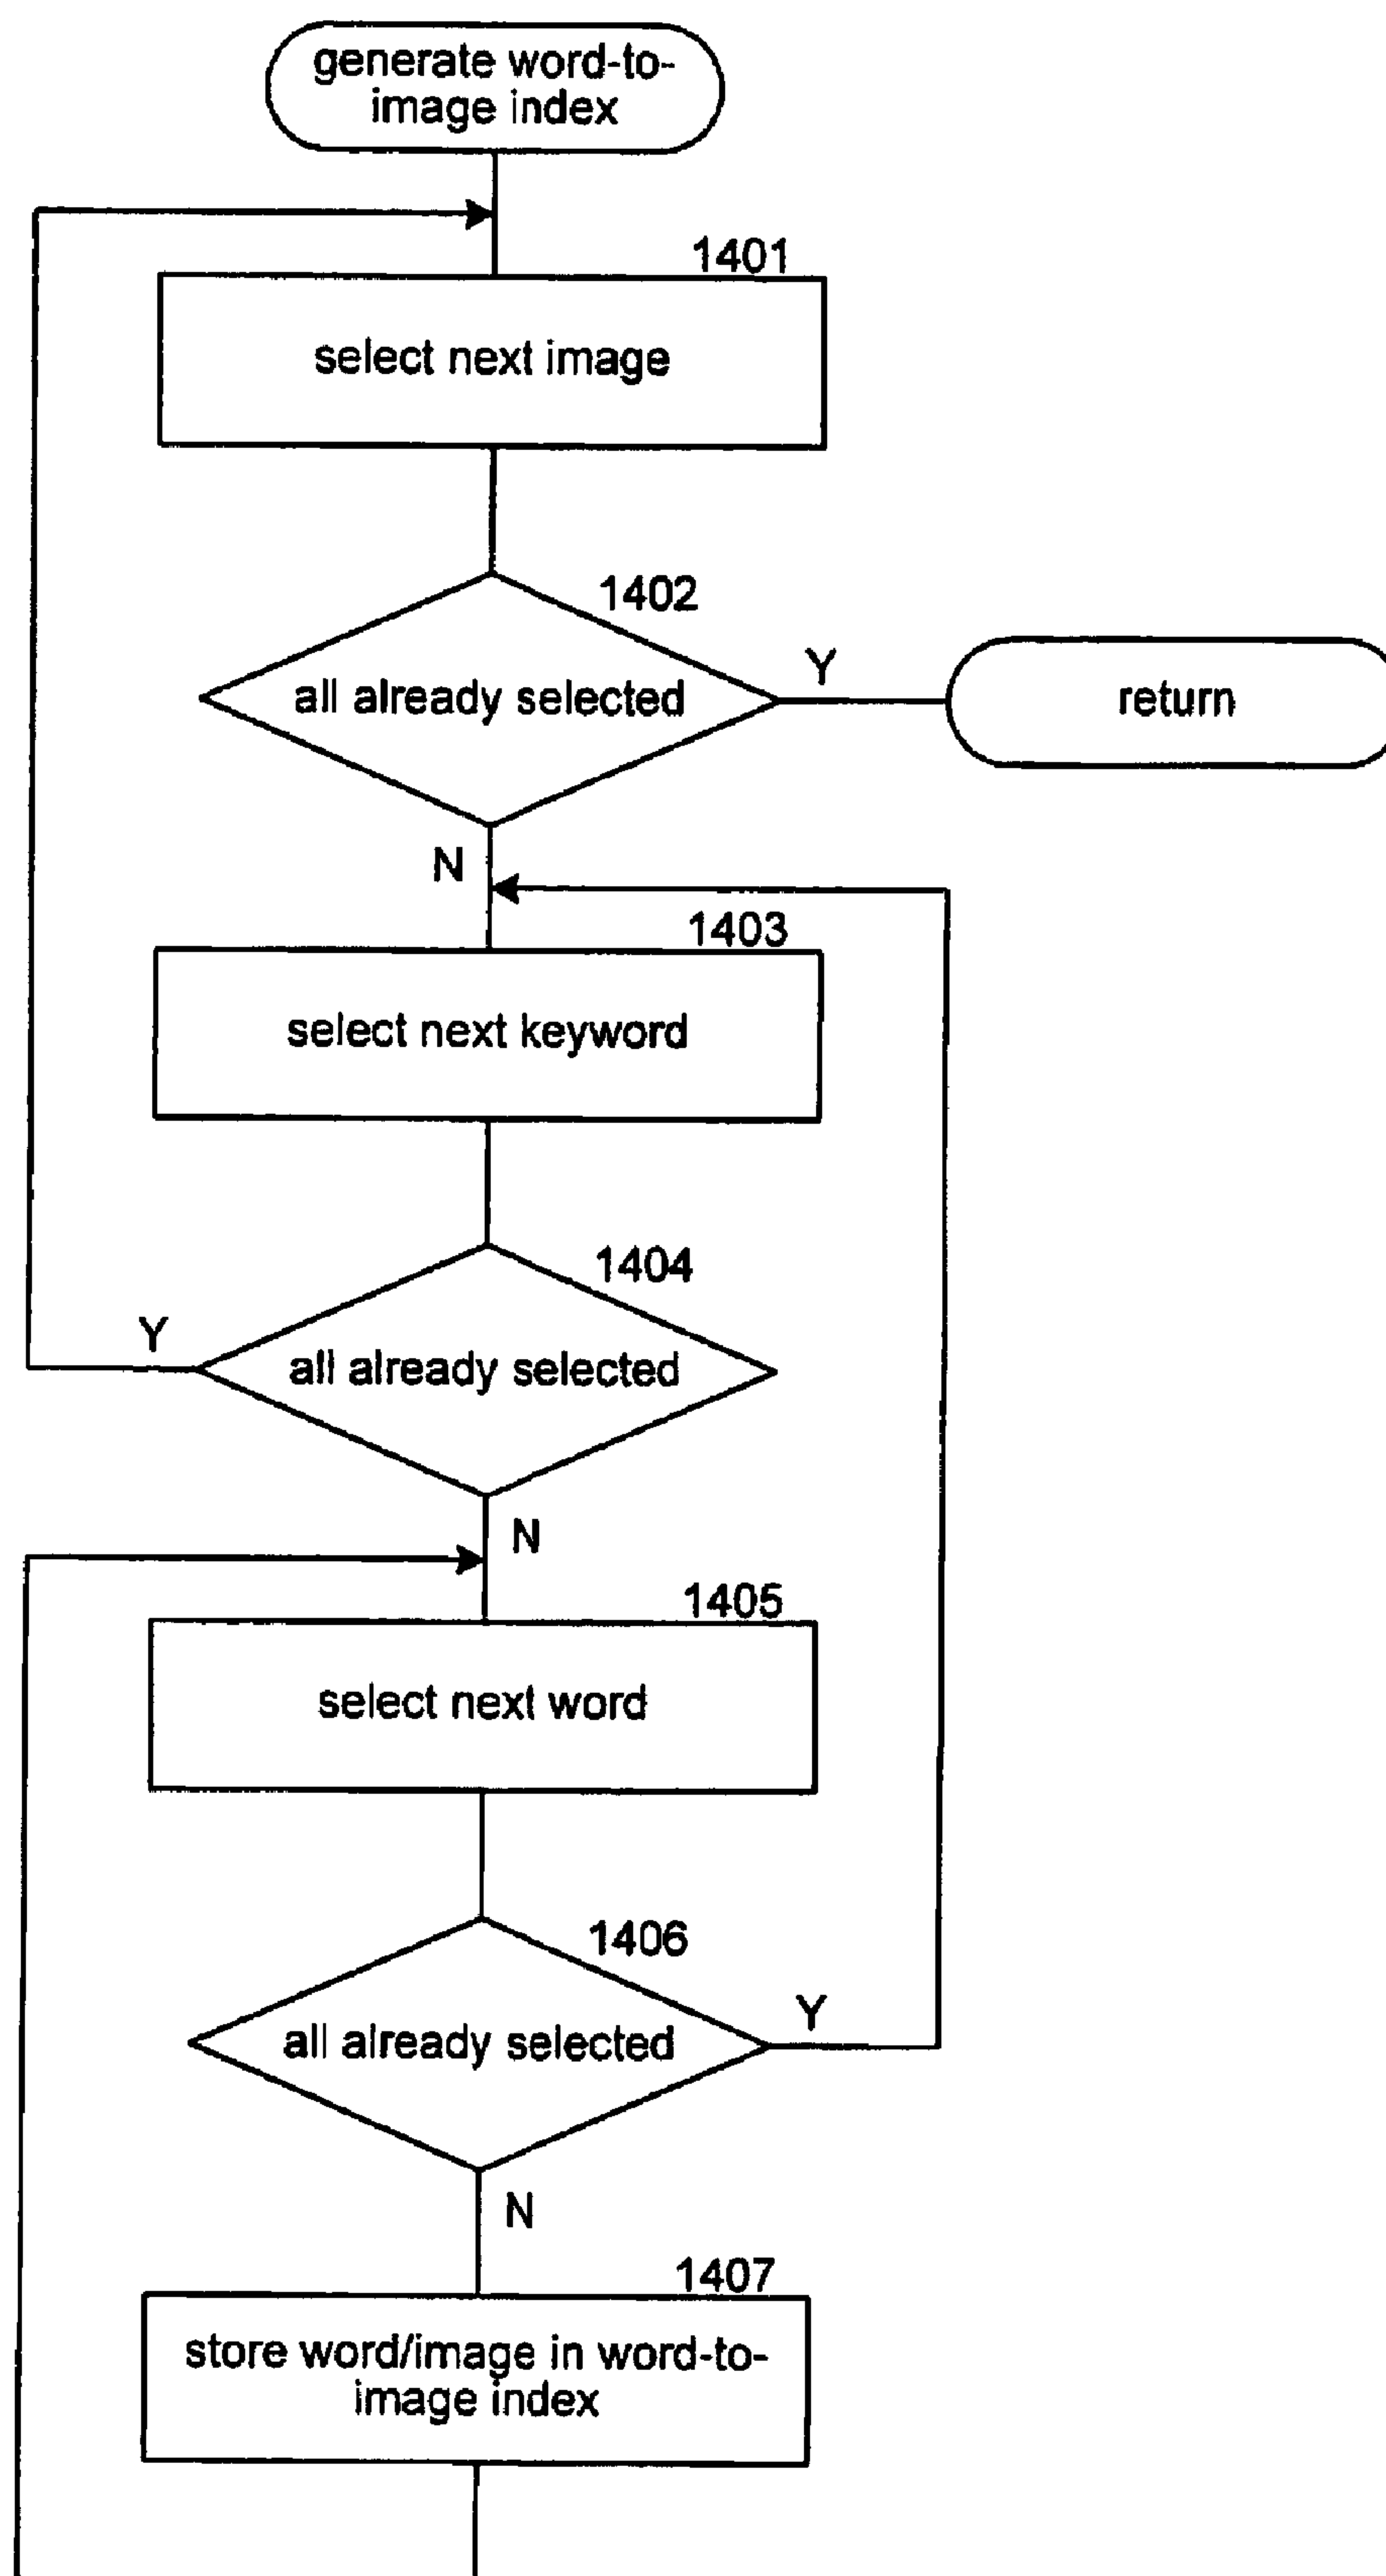 generate word-to-
image index
1401
select next image
1402
all already selected
Y
return
N
1403
select next keyword
1404
Y
all already selected
N
1405
select next word
1406
all already selected
Y
N
1407
store word/image in word-to-
image index